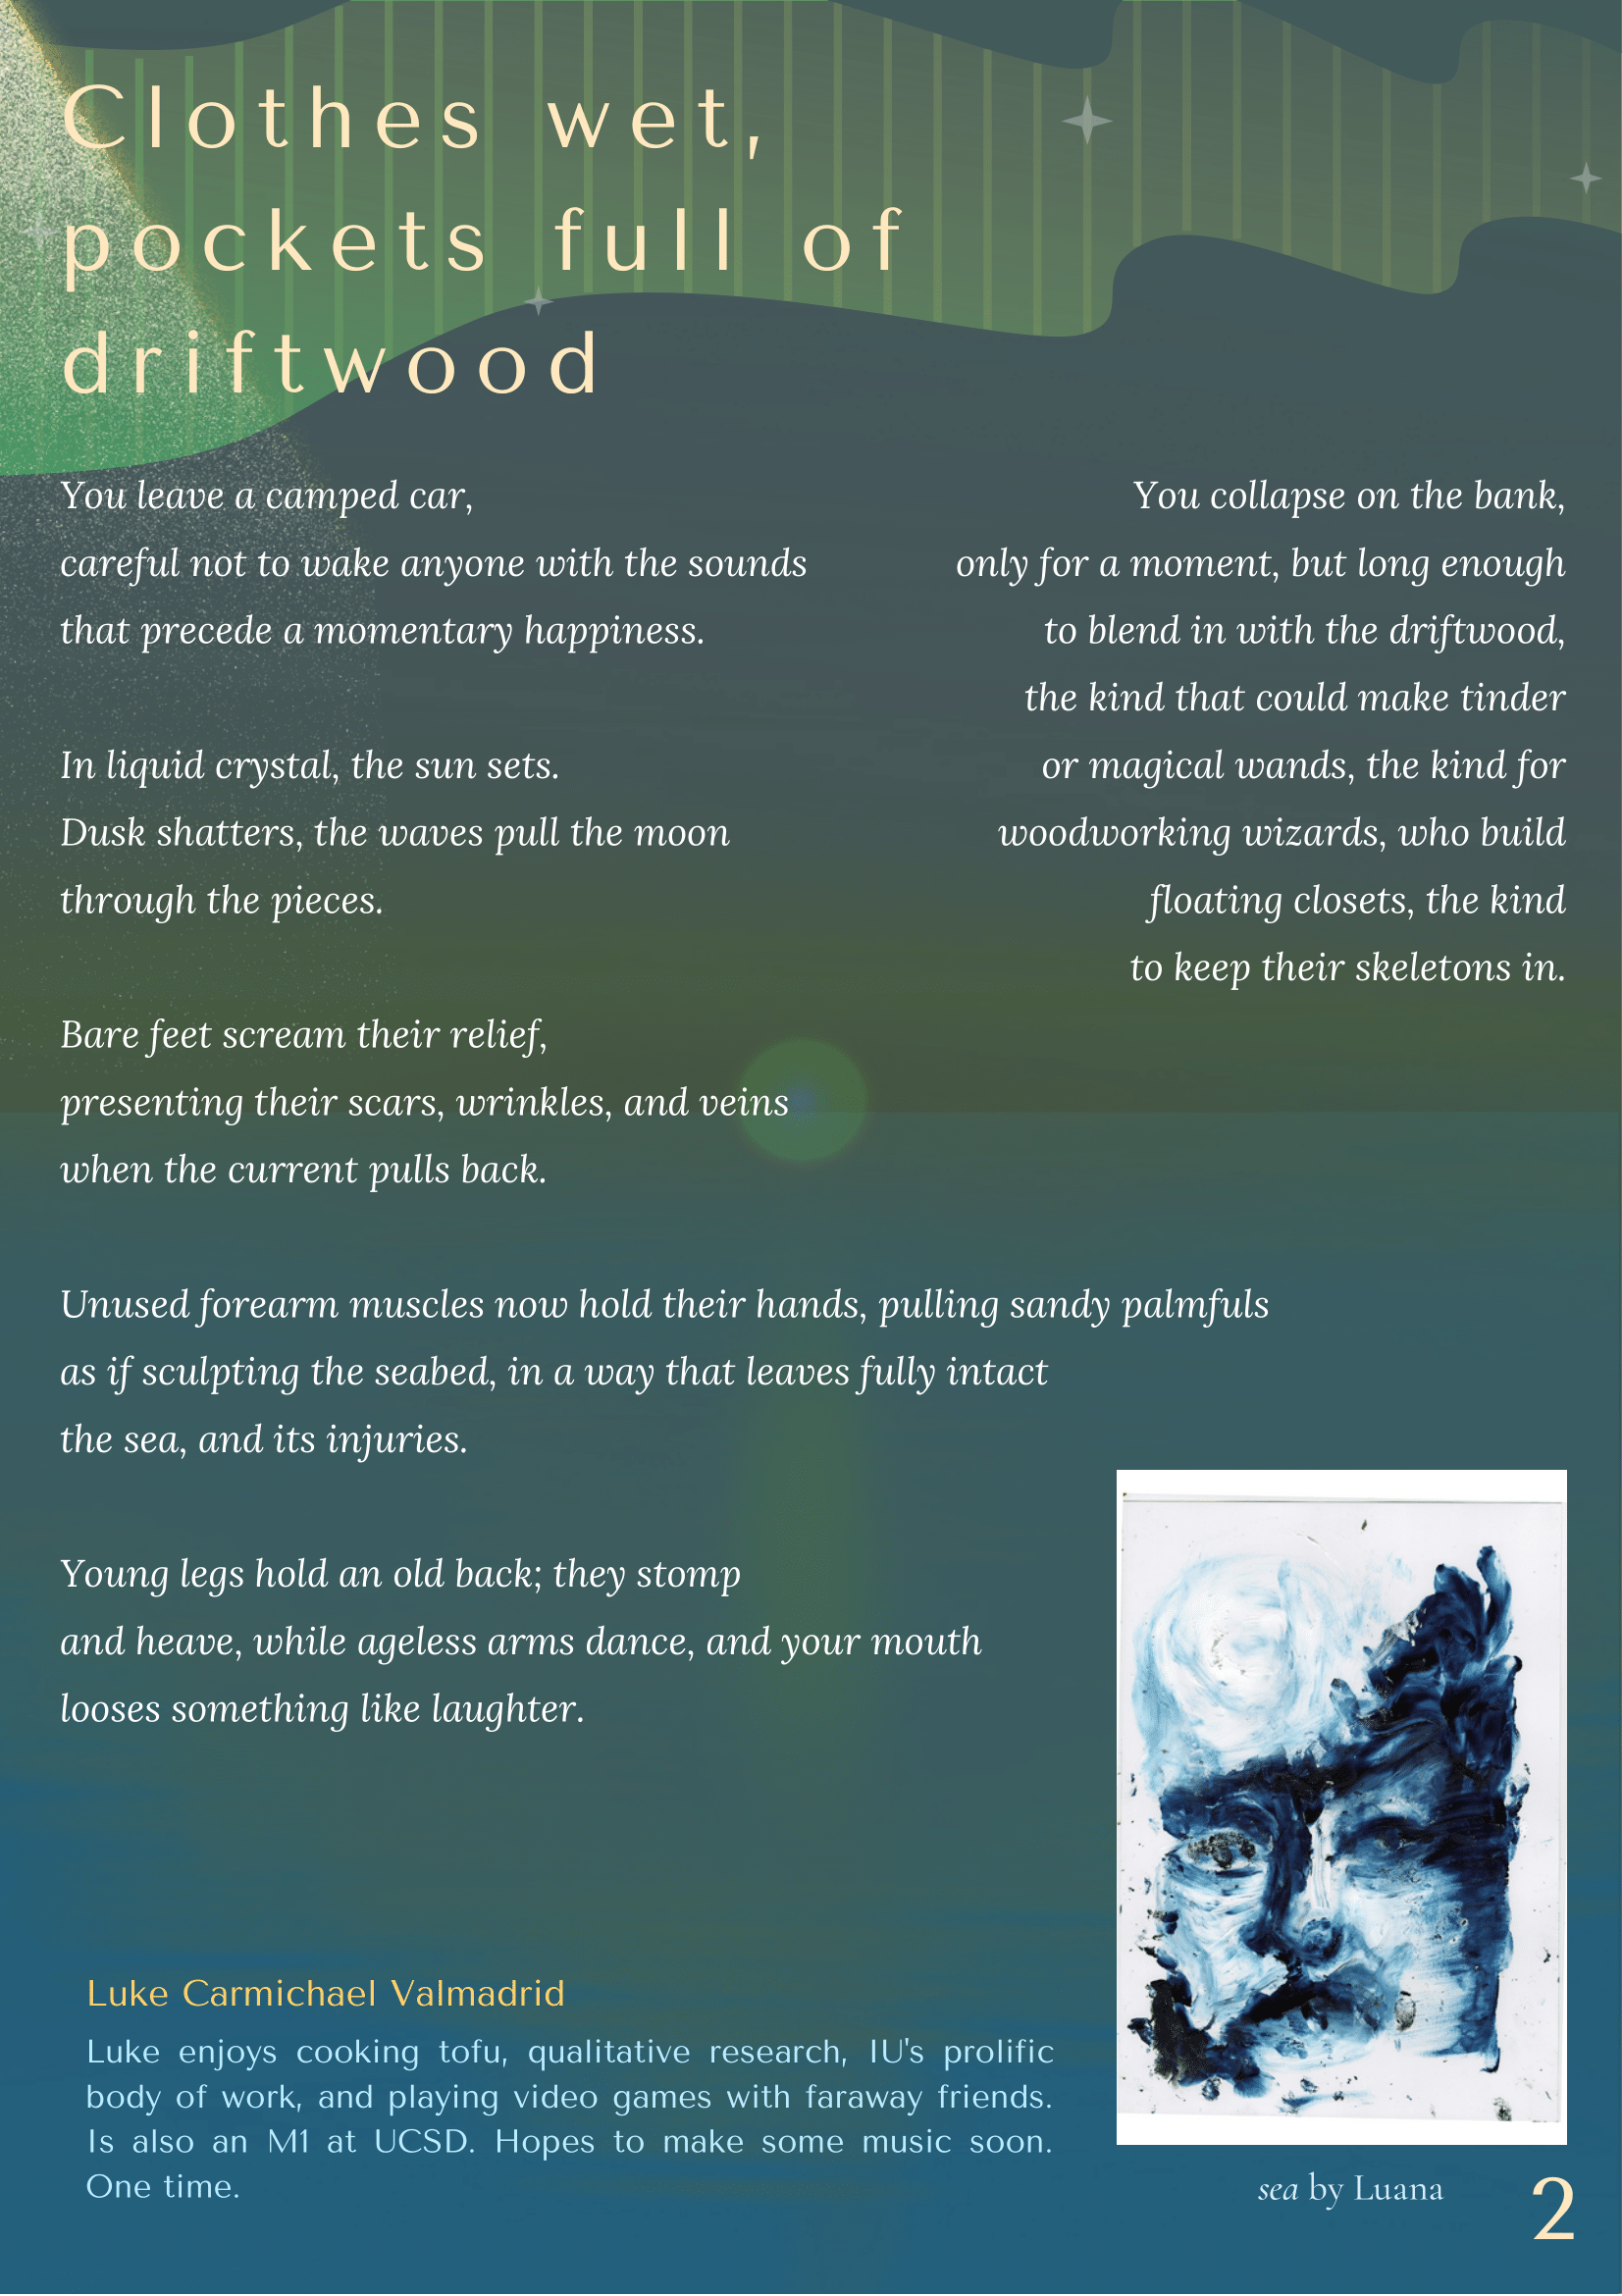 Clothes wet,
pockets full of
driftwood
You leave a camped car,
careful not to wake anyone with the sounds
that precede a momentary happiness.
In liquid crystal, the sun sets.
Dusk shatters, the waves pull the moon
through the pieces.
Bare feet scream their relief,
presenting their scars, wrinkles, and veins
when the current pulls back.
Unused forearm muscles now hold their hands, pulling sandy palmfuls
as if sculpting the seabed, in a way that leaves fully intact
the sea, and its injuries.
Young legs hold an old back; they stomp
and heave, while ageless arms dance, and your mouth
looses something like laughter.
You collapse on the bank,
only for a moment, but long enough
to blend in with the driftwood,
the kind that could make tinder
or magical wands, the kind for
woodworking wizards, who build
floating closets, the kind
to keep their skeletons in.
Luke Carmichael Valmadrid
Luke enjoys cooking tofu, qualitative research, IU's prolific
body of work, and playing video games with faraway friends.
Is also an M1 at UCSD. Hopes to make some music soon.
One time.
sea by Luana
2